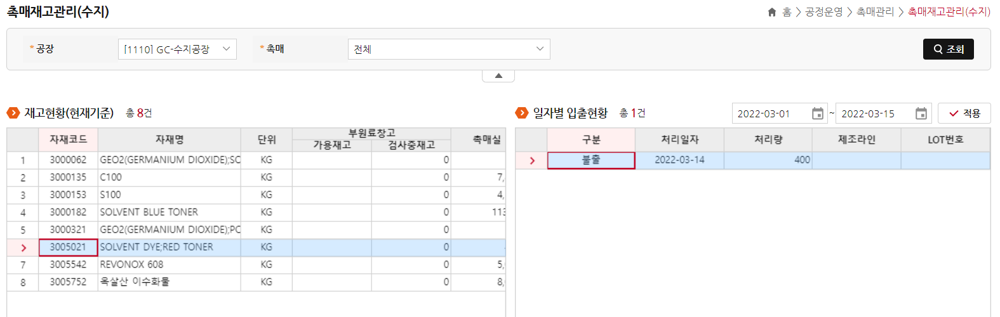 촉매재고관리(수지)
홈 > 공정운영 > 촉매관리 > 촉매재고관리(수지)
* 공장 [1110] GC-수지공장 * 촉매 전체 조회
재고현황(현재기준) 총 8건
자재코드 자재명 단위 부원료창고 촉매실
가용재고 검사중재고
1 3000062 GEO2(GERMANIUM DIOXIDE);SC KG 0
2 3000135 C100 KG 0 7,
3 3000153 S100 KG 0 4,
4 3000182 SOLVENT BLUE TONER KG 0 113
5 3000321 GEO2(GERMANIUM DIOXIDE);PC KG 0
> 3005021 SOLVENT DYE;RED TONER KG 0
7 3005542 REVONOX 608 KG 0 5,
8 3005752 옥살산 이수화물 KG 0 8,
일자별 입출현황 총 1건 2022-03-01 ~ 2022-03-15 적용
구분 처리일자 처리량 제조라인 LOT번호
> 불출 2022-03-14 400